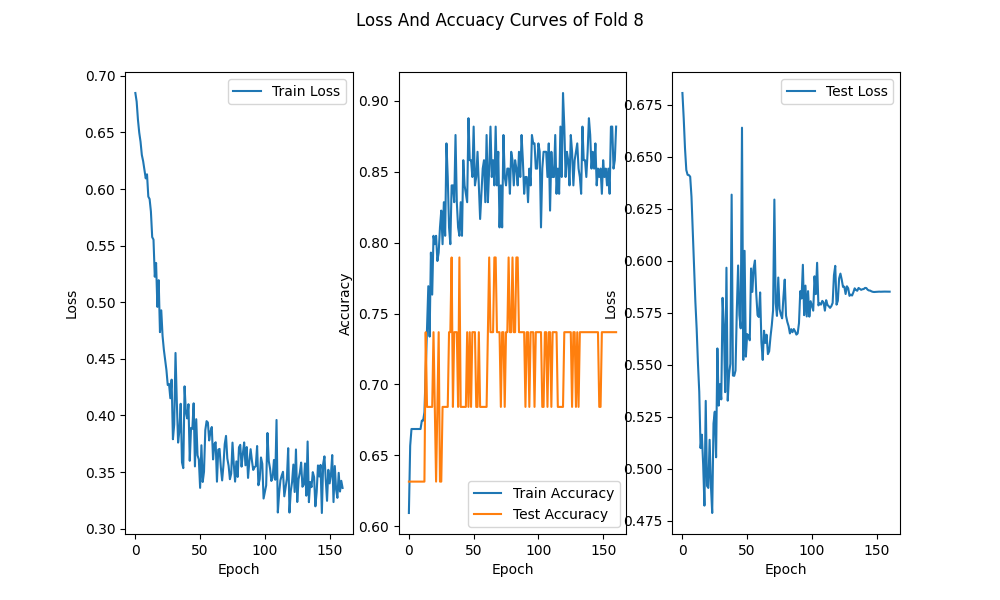 Loss And Accuacy Curves of Fold 8
Loss
0.70
0.65
0.60
0.55
0.50
0.45
0.40
0.35
0.30
Train Loss
0 50 100 150
Epoch
Accuracy
0.90
0.85
0.80
0.75
0.70
0.65
0.60
Train Accuracy
Test Accuracy
0 50 100 150
Epoch
Loss
0.675
0.650
0.625
0.600
0.575
0.550
0.525
0.500
0.475
Test Loss
0 50 100 150
Epoch